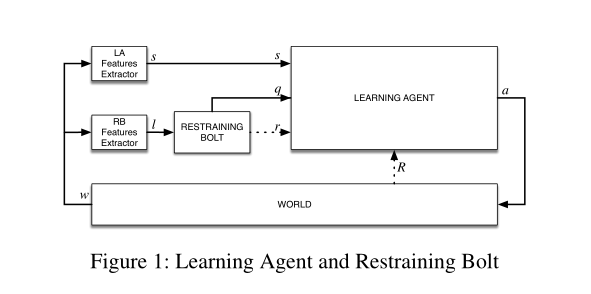 LA
Features
Extractor
s
s
q
LEARNING AGENT
a
RB
Features
Extractor
l
RESTRAINING
BOLT
r
R
w
WORLD
Figure 1: Learning Agent and Restraining Bolt